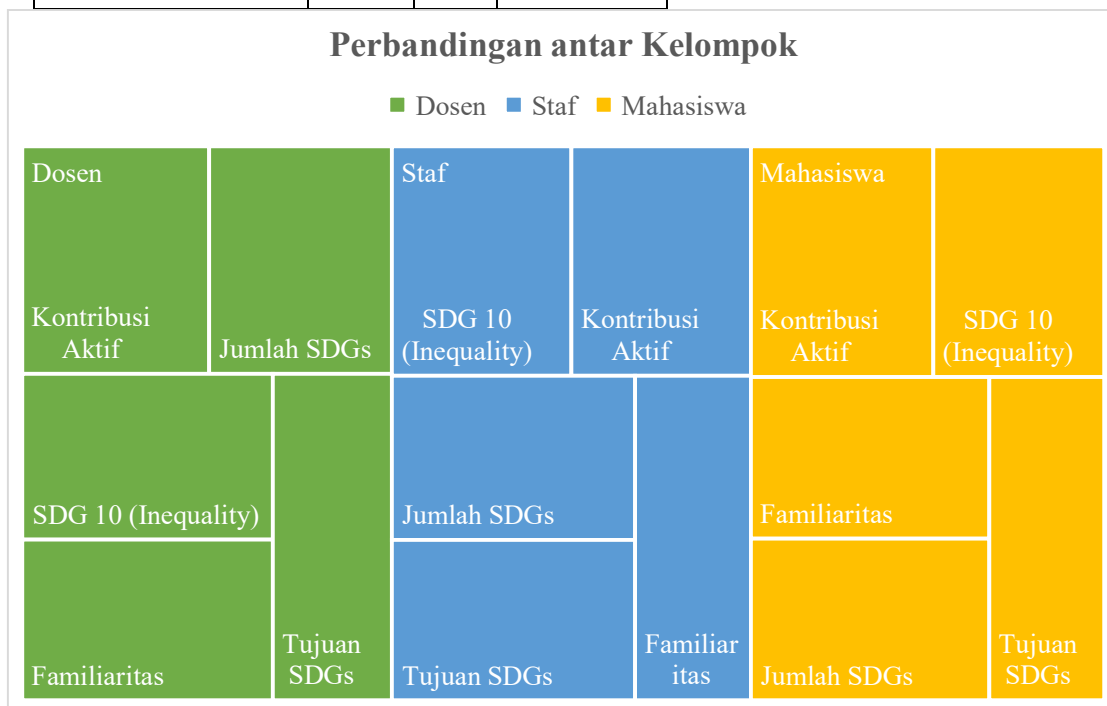 Perbandingan antar Kelompok
Dosen Staf Mahasiswa
Dosen
Kontribusi
Aktif
Jumlah SDGs
SDG 10 (Inequality)
Familiaritas
Tujuan
SDGs
Staf
SDG 10
(Inequality)
Kontribusi
Aktif
Jumlah SDGs
Tujuan SDGs
Familiar
itas
Mahasiswa
Kontribusi
Aktif
SDG 10
(Inequality)
Familiaritas
Jumlah SDGs
Tujuan
SDGs